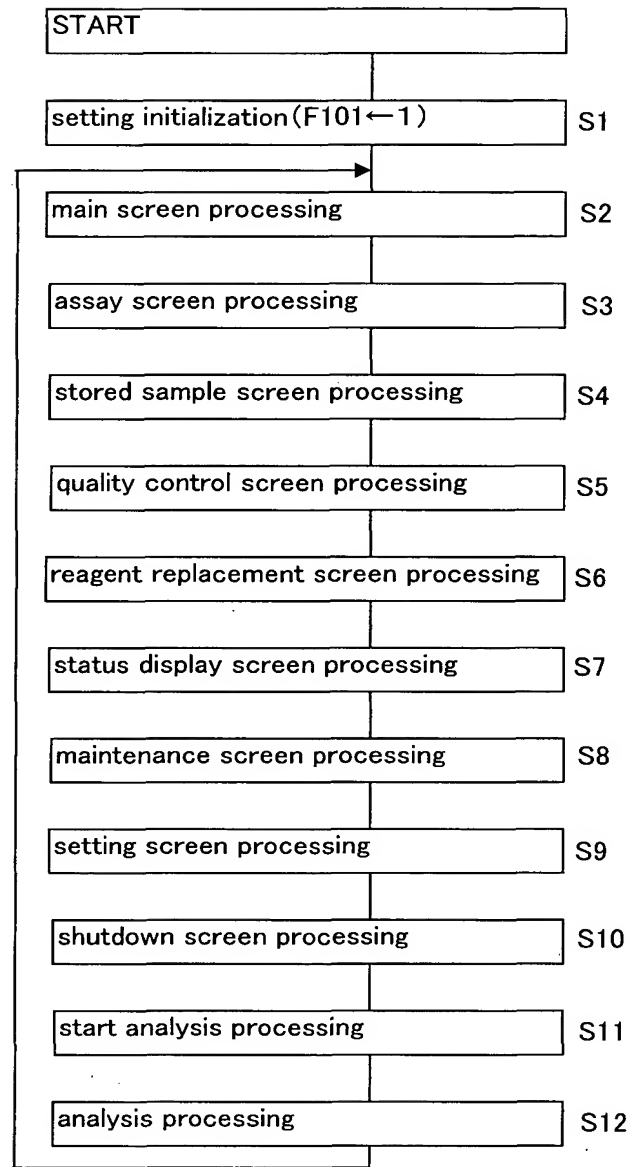 START
setting initialization(F101←1) S1
main screen processing S2
assay screen processing S3
stored sample screen processing S4
quality control screen processing S5
reagent replacement screen processing S6
status display screen processing S7
maintenance screen processing S8
setting screen processing S9
shutdown screen processing S10
start analysis processing S11
analysis processing S12